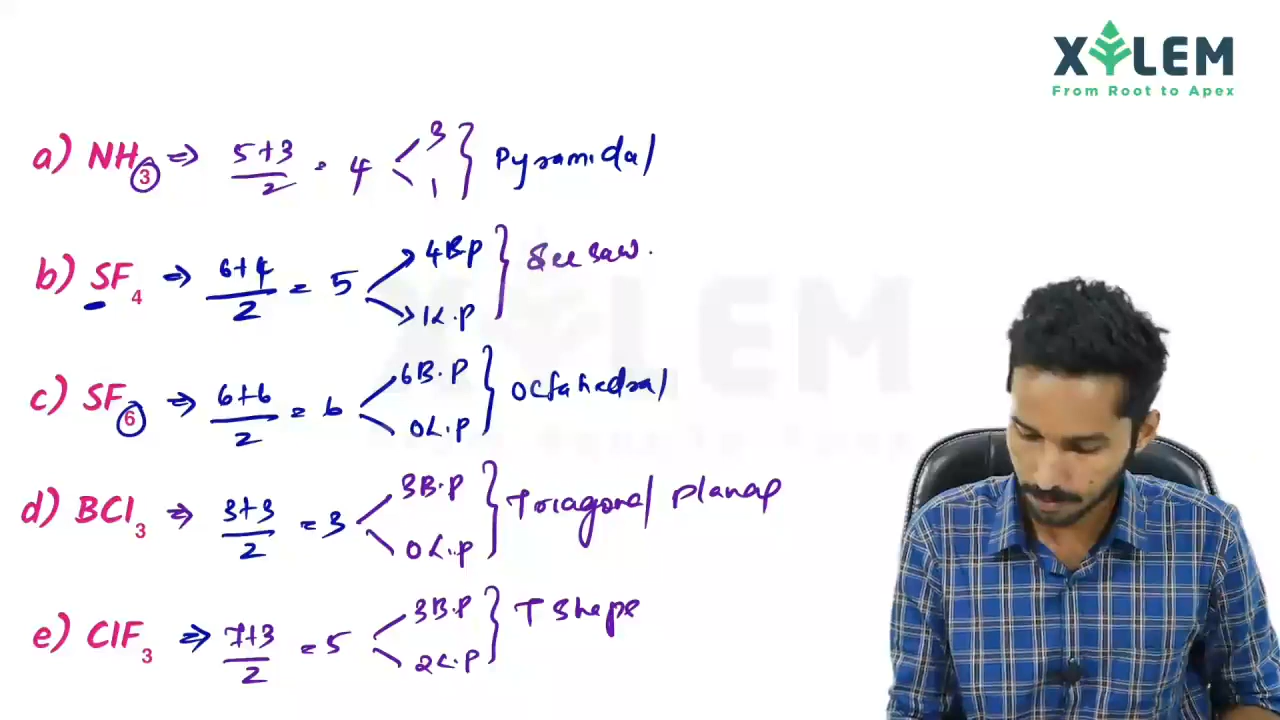 XYLEM
From Root to Apex
a) NH3 => 5+3/2 = 4 < 3 1 } Pyramidal
b) SF4 => 6+4/2 = 5 4B.P 1L.P } See saw.
c) SF6 => 6+6/2 = 6 6B.P 0L.P } Octahedral
d) BCl3 => 3+3/2 = 3 3B.P 0L.P } Triagonal planar
e) ClF3 => 7+3/2 = 5 3B.P 2L.P } T shape
XYLEM